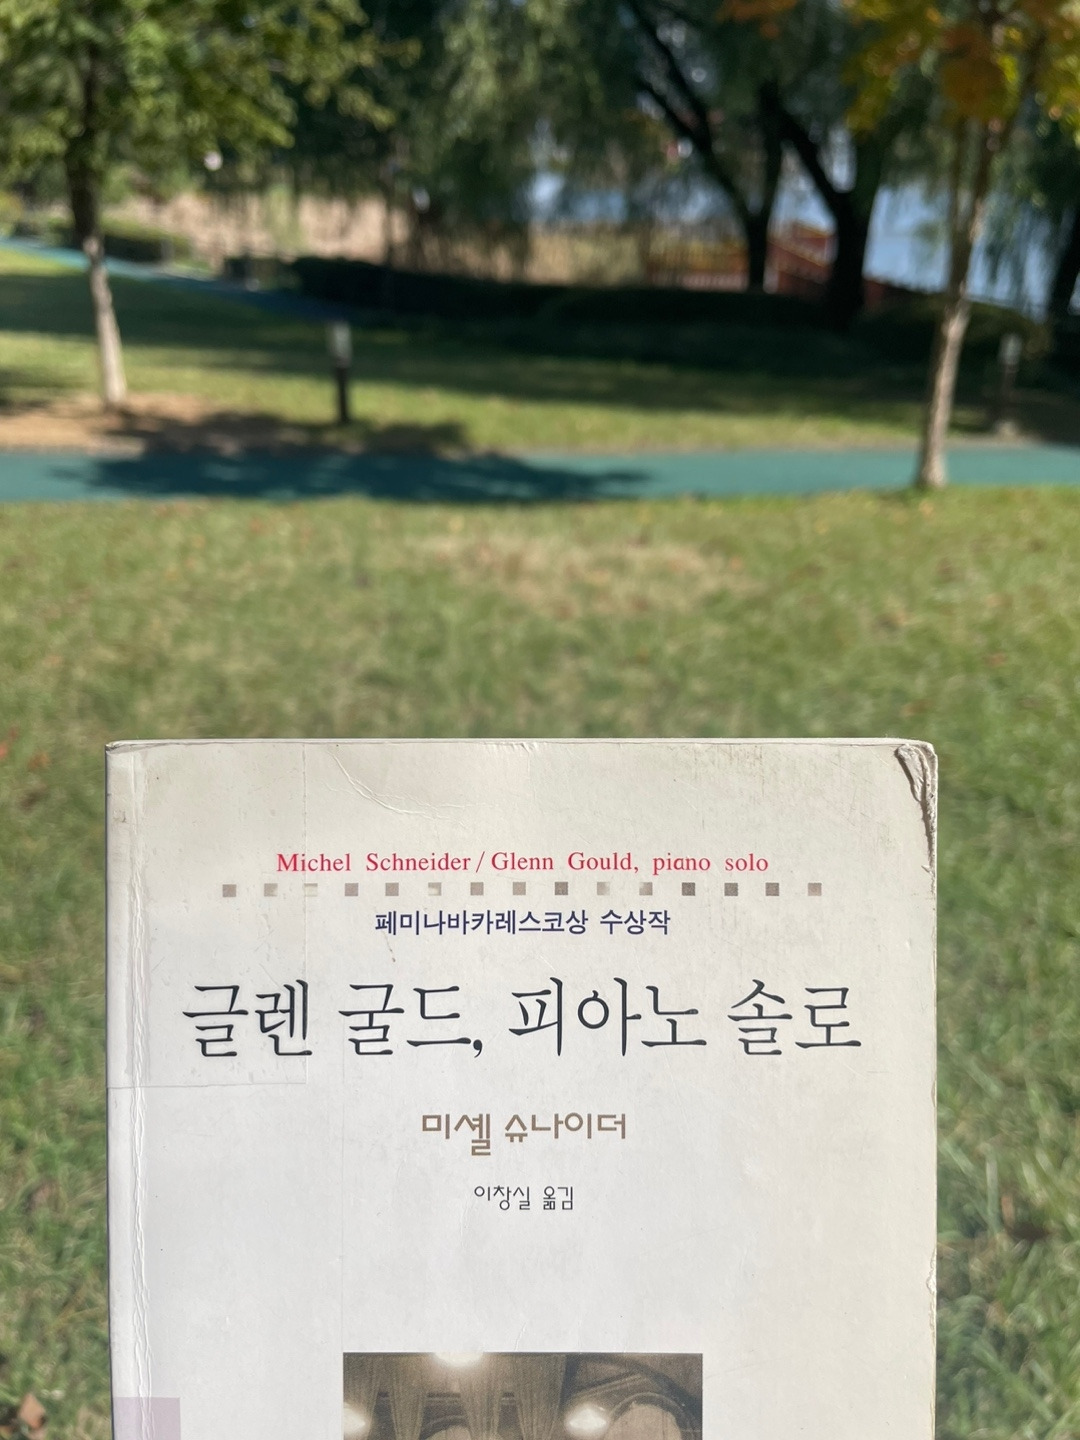 Michel Schneider / Glenn Gould, piano solo
페미나바카레스코상 수상작
글렌 굴드, 피아노 솔로
미셸 슈나이더
이창실 옮김